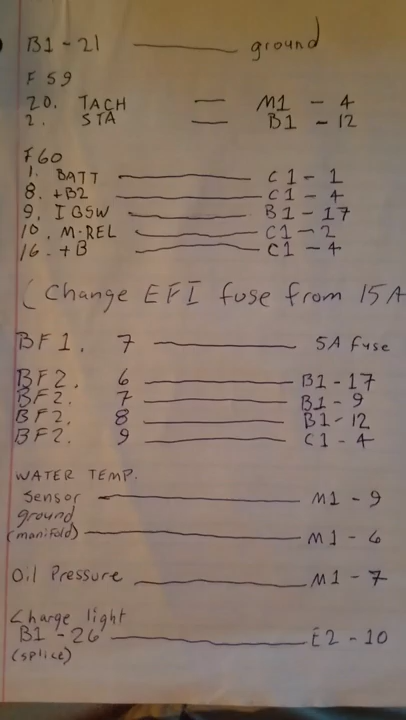 B1-21 ground
F59
20. TACH — M1 - 4
2. STA — B1 - 12
F60
1. BATT — C1 - 1
8. +B2 — C1 - 4
9. IGSW — B1 - 17
10. M-REL — C1 - 2
16. +B — C1 - 4
(Change EFI fuse from 15A
BF1. 7 — 5A fuse
BF2. 6 — B1-17
BF2. 7 — B1-9
BF2. 8 — B1-12
BF2. 9 — C1-4
WATER TEMP.
Sensor — M1 - 9
ground
(manifold) — M1 - 6
Oil Pressure — M1 - 7
Charge light
B1 - 26 — E2-10
(splice)